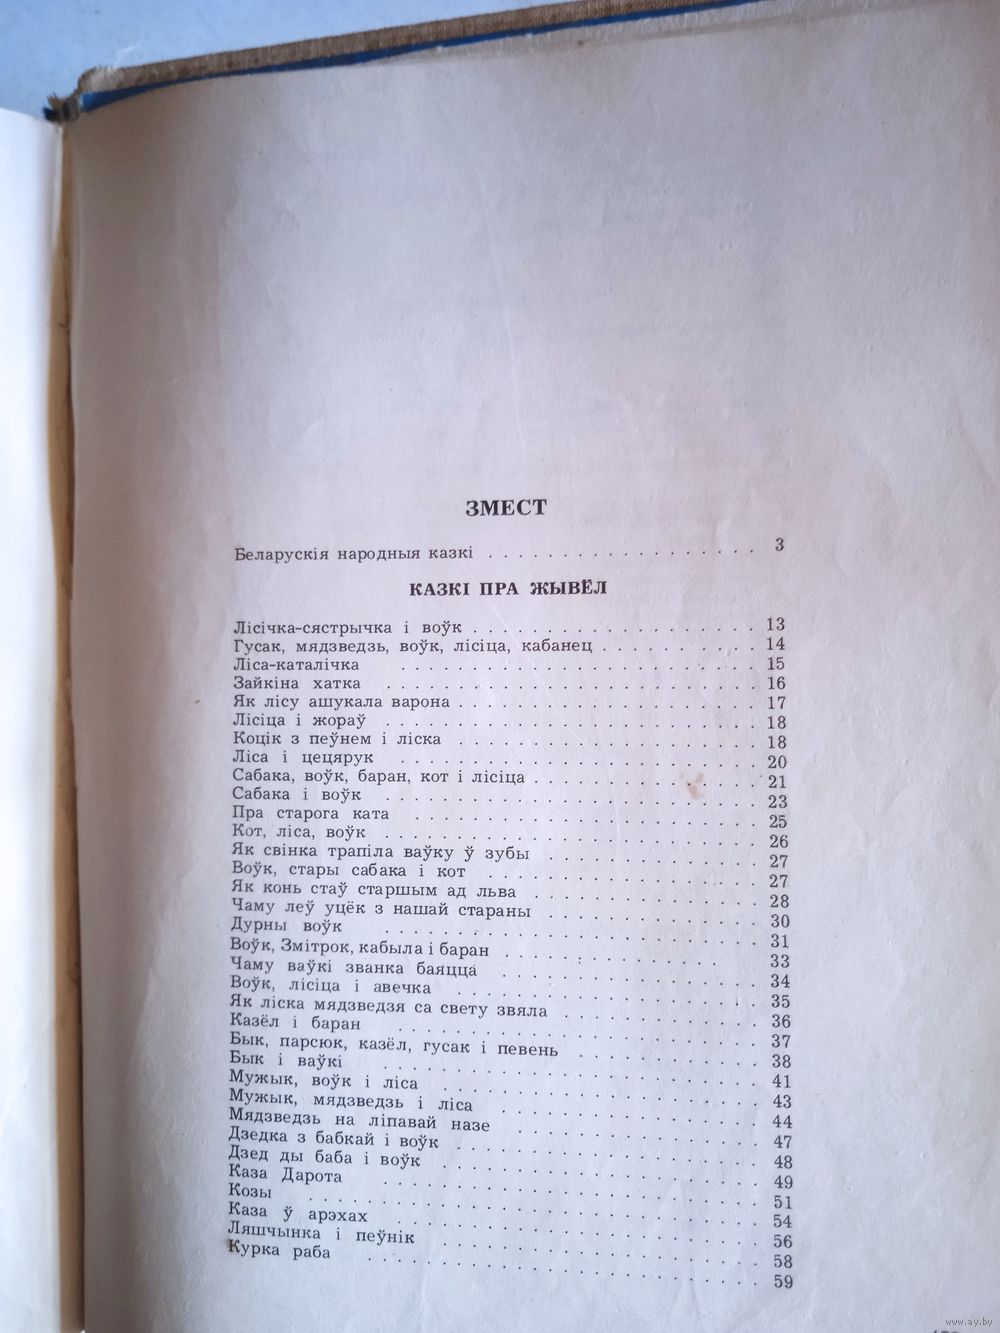 ЗМЕСТ
Беларускія народныя казкі . . . . . . . . . . . . . . . . . . . 3
КАЗКІ ПРА ЖЫВЁЛ
Лісічка-сястрычка і воўк . . . . . . . . . . . . . . . . . . . . 13
Гусак, мядзведзь, воўк, лісіца, кабанец . . . . . . . . . . . 14
Ліса-каталічка . . . . . . . . . . . . . . . . . . . . . . . . . 15
Зайкіна хатка . . . . . . . . . . . . . . . . . . . . . . . . . . 16
Як лісу ашукала варона . . . . . . . . . . . . . . . . . . . . . 17
Лісіца і жораў . . . . . . . . . . . . . . . . . . . . . . . . . . 18
Коцік з пеўнем і ліска . . . . . . . . . . . . . . . . . . . . . 18
Ліса і цецярук . . . . . . . . . . . . . . . . . . . . . . . . . 20
Сабака, воўк, баран, кот і лісіца . . . . . . . . . . . . . . . . 21
Сабака і воўк . . . . . . . . . . . . . . . . . . . . . . . . . . 23
Пра старога ката . . . . . . . . . . . . . . . . . . . . . . . . 25
Кот, ліса, воўк . . . . . . . . . . . . . . . . . . . . . . . . . . 26
Як свінка трапіла ваўку ў зубы . . . . . . . . . . . . . . . 27
Воўк, стары сабака і кот . . . . . . . . . . . . . . . . . . . 27
Як конь стаў старшым ад льва . . . . . . . . . . . . . . . . 28
Чаму леў уцёк з нашай стараны . . . . . . . . . . . . . . . 30
Дурны воўк . . . . . . . . . . . . . . . . . . . . . . . . . . 31
Воўк, Змітрок, кабыла і баран . . . . . . . . . . . . . . . 33
Чаму ваўкі званка баяцца . . . . . . . . . . . . . . . . . . 34
Воўк, лісіца і авечка . . . . . . . . . . . . . . . . . . . . . 35
Як ліска мядзведзя са свету звяла . . . . . . . . . . . . . . 36
Казёл і баран . . . . . . . . . . . . . . . . . . . . . . . . . 37
Бык, парсюк, казёл, гусак і певень . . . . . . . . . . . . . 38
Бык і ваўкі . . . . . . . . . . . . . . . . . . . . . . . . . . 41
Мужык, воўк і ліса . . . . . . . . . . . . . . . . . . . . . . 43
Мужык, мядзведзь і ліса . . . . . . . . . . . . . . . . . . 44
Мядзведзь на ліпавай назе . . . . . . . . . . . . . . . . . 47
Дзедка з бабкай і воўк . . . . . . . . . . . . . . . . . . . . . 48
Дзед ды баба і воўк . . . . . . . . . . . . . . . . . . . . . . 49
Каза Дарота . . . . . . . . . . . . . . . . . . . . . . . . . . 51
Козы . . . . . . . . . . . . . . . . . . . . . . . . . . . . . . . 54
Каза ў арэхах . . . . . . . . . . . . . . . . . . . . . . . . . 56
Ляшчынка і пеўнік . . . . . . . . . . . . . . . . . . . . . . 58
Курка раба . . . . . . . . . . . . . . . . . . . . . . . . . . . 59
www.ay.by